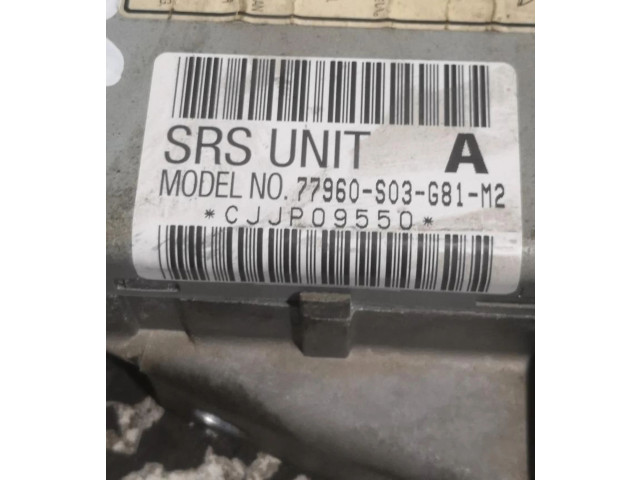 SRS UNIT A
MODEL NO. 77960-S03-G81-M2
*CJJP09550*